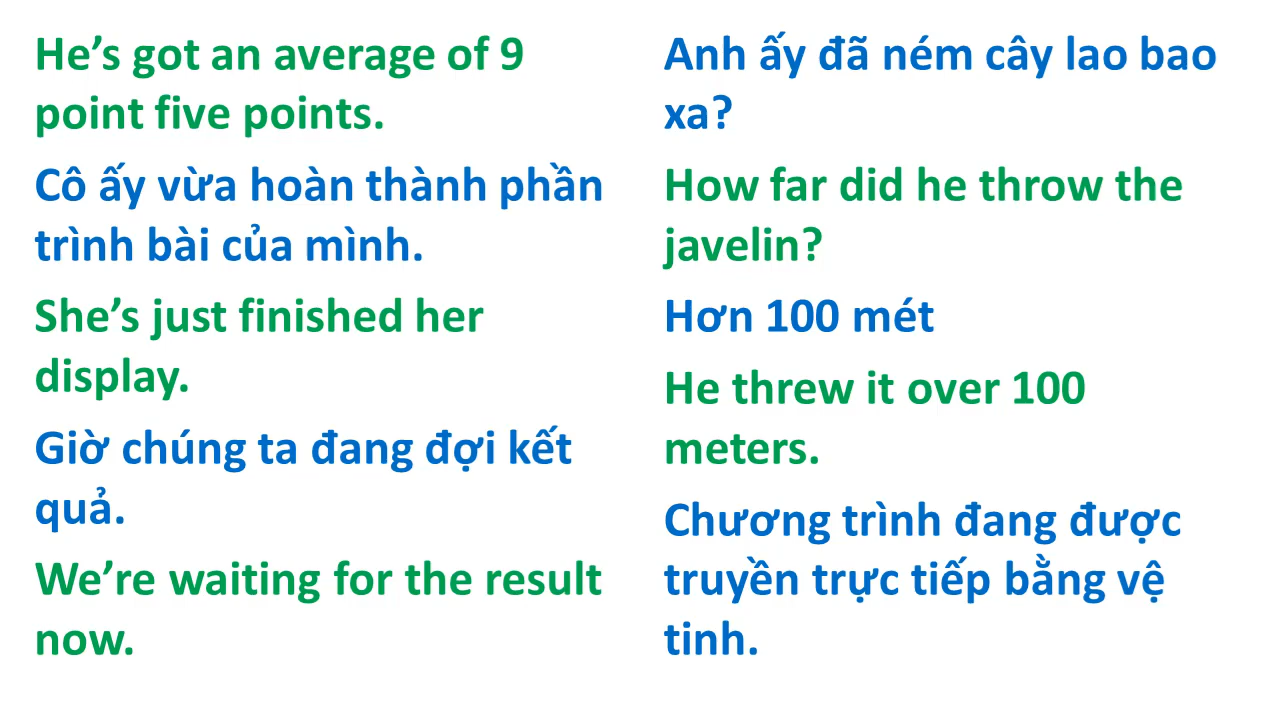 He’s got an average of 9
point five points.
Cô ấy vừa hoàn thành phần
trình bài của mình.
She’s just finished her
display.
Giờ chúng ta đang đợi kết
quả.
We’re waiting for the result
now.
Anh ấy đã ném cây lao bao
xa?
How far did he throw the
javelin?
Hơn 100 mét
He threw it over 100
meters.
Chương trình đang được
truyền trực tiếp bằng vệ
tinh.